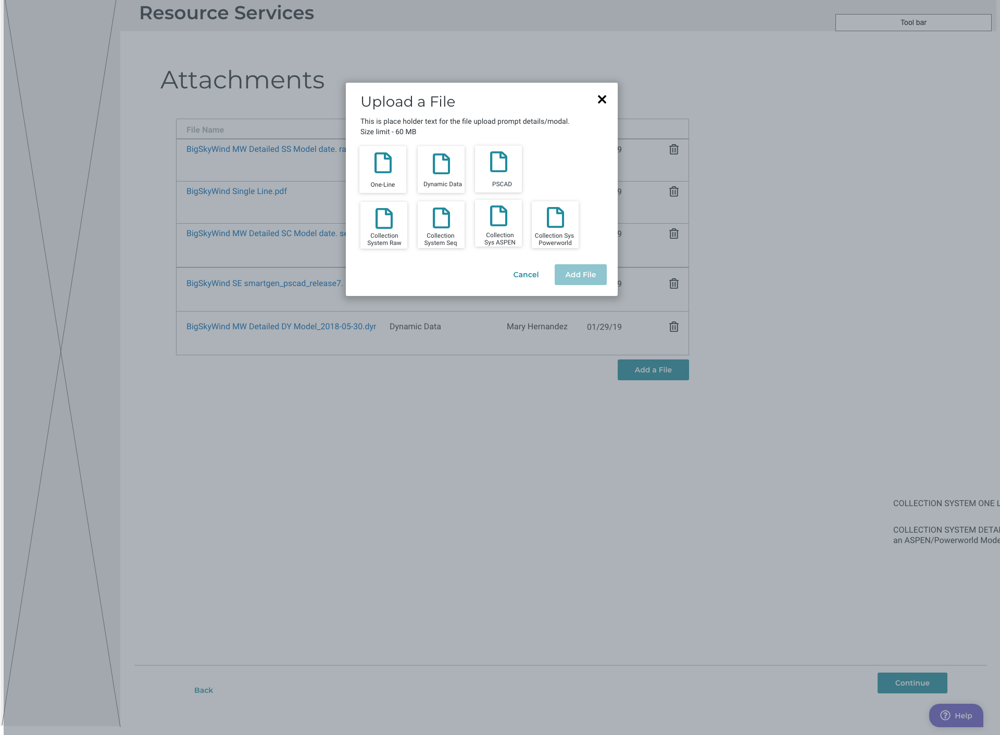 Resource Services
Tool bar
Attachments
Upload a File
This is place holder text for the file upload prompt details/modal.
Size limit - 60 MB
One-Line
Dynamic Data
PSCAD
Collection
System Raw
Collection
System Seq
Collection
Sys ASPEN
Collection Sys
Powerworld
Cancel
Add File
File Name
BigSkyWind MW Detailed SS Model date. ra
9
BigSkyWind Single Line.pdf
9
BigSkyWind MW Detailed SC Model date. se
9
BigSkyWind SE smartgen_pscad_release7.
9
BigSkyWind MW Detailed DY Model_2018-05-30.dyr Dynamic Data Mary Hernandez 01/29/19
Add a File
COLLECTION SYSTEM ONE L
COLLECTION SYSTEM DETAI
an ASPEN/Powerworld Mode
Back
Continue
Help